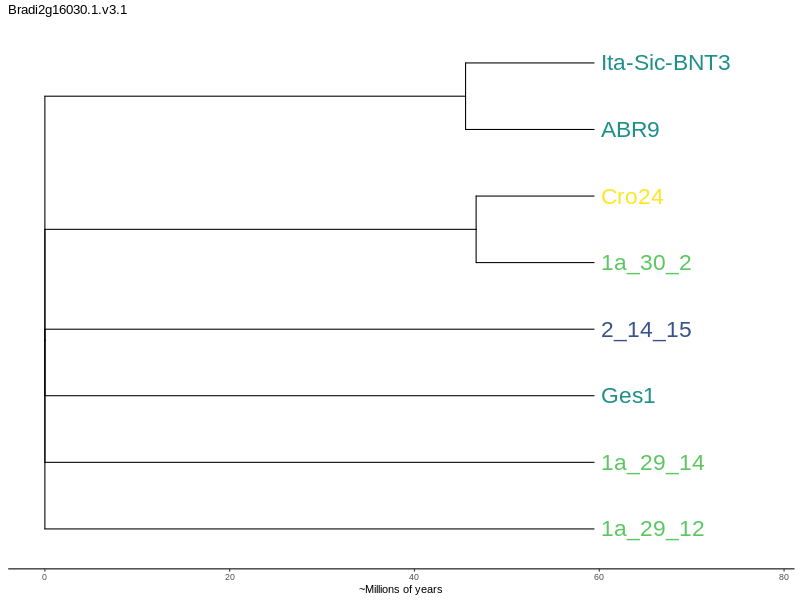 Bradi2g16030.1.v3.1
Ita-Sic-BNT3
ABR9
Cro24
1a_30_2
2_14_15
Ges1
1a_29_14
1a_29_12
0 20 40 60 80
~Millions of years